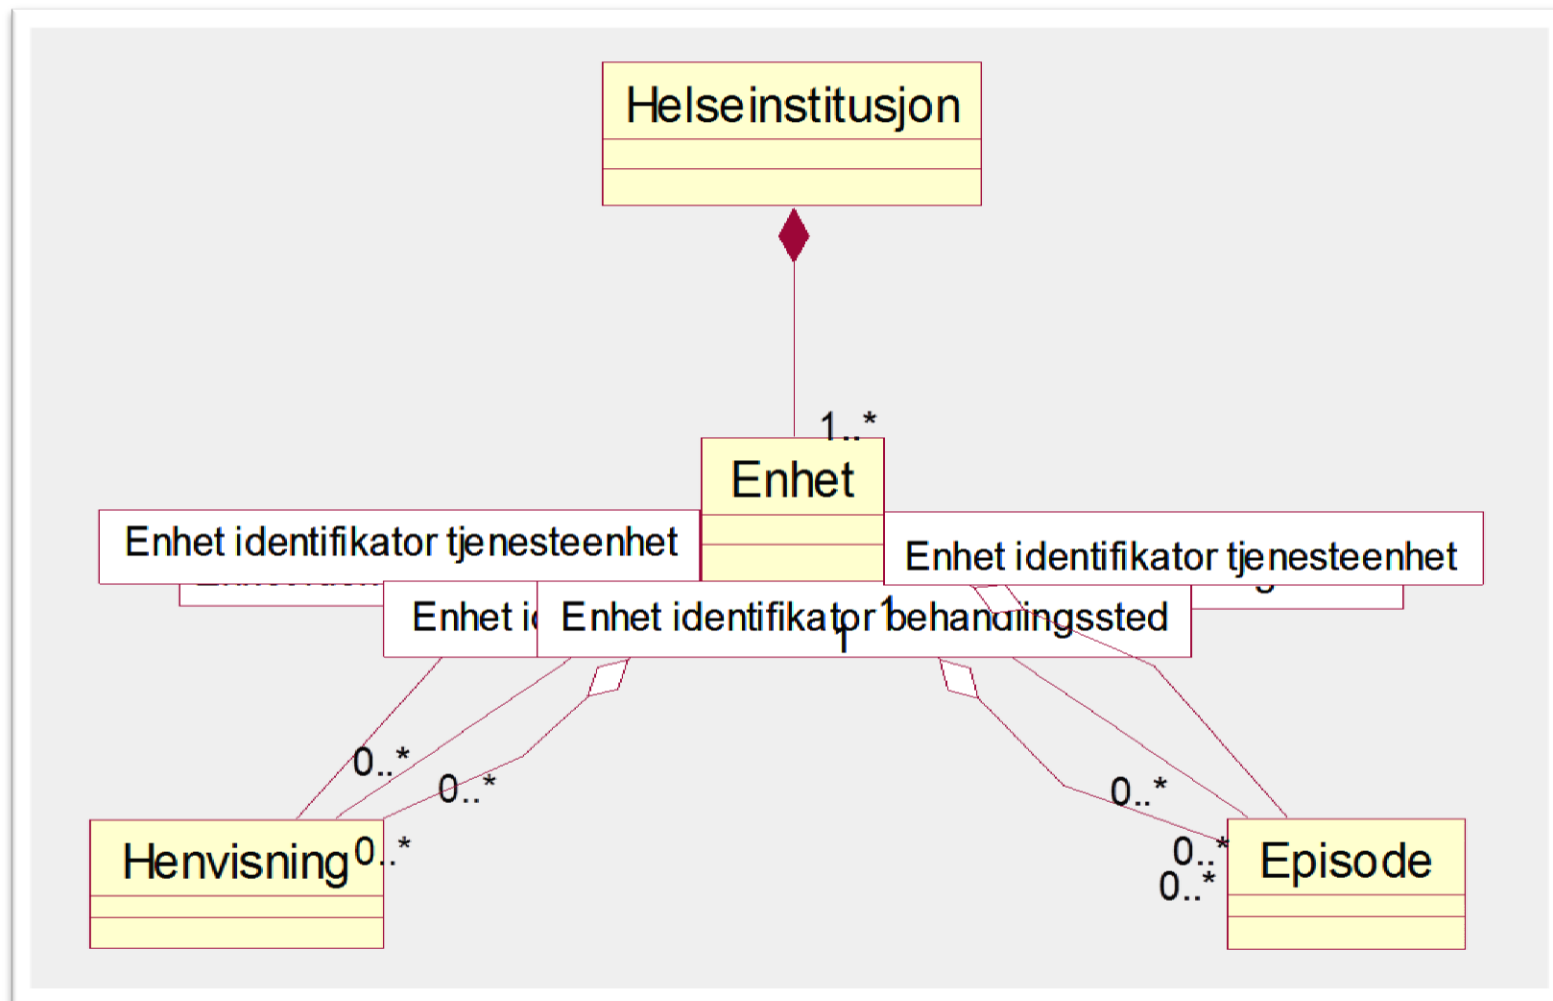 Helseinstitusjon
1..*
Enhet
Enhet identifikator tjenesteenhet
Enhet identifikator tjenesteenhet
Enhet
Enhet identifikator behandlingssted
1
1
0..*
0..*
0..*
0..*
0..*
0..*
Henvisning
Episode